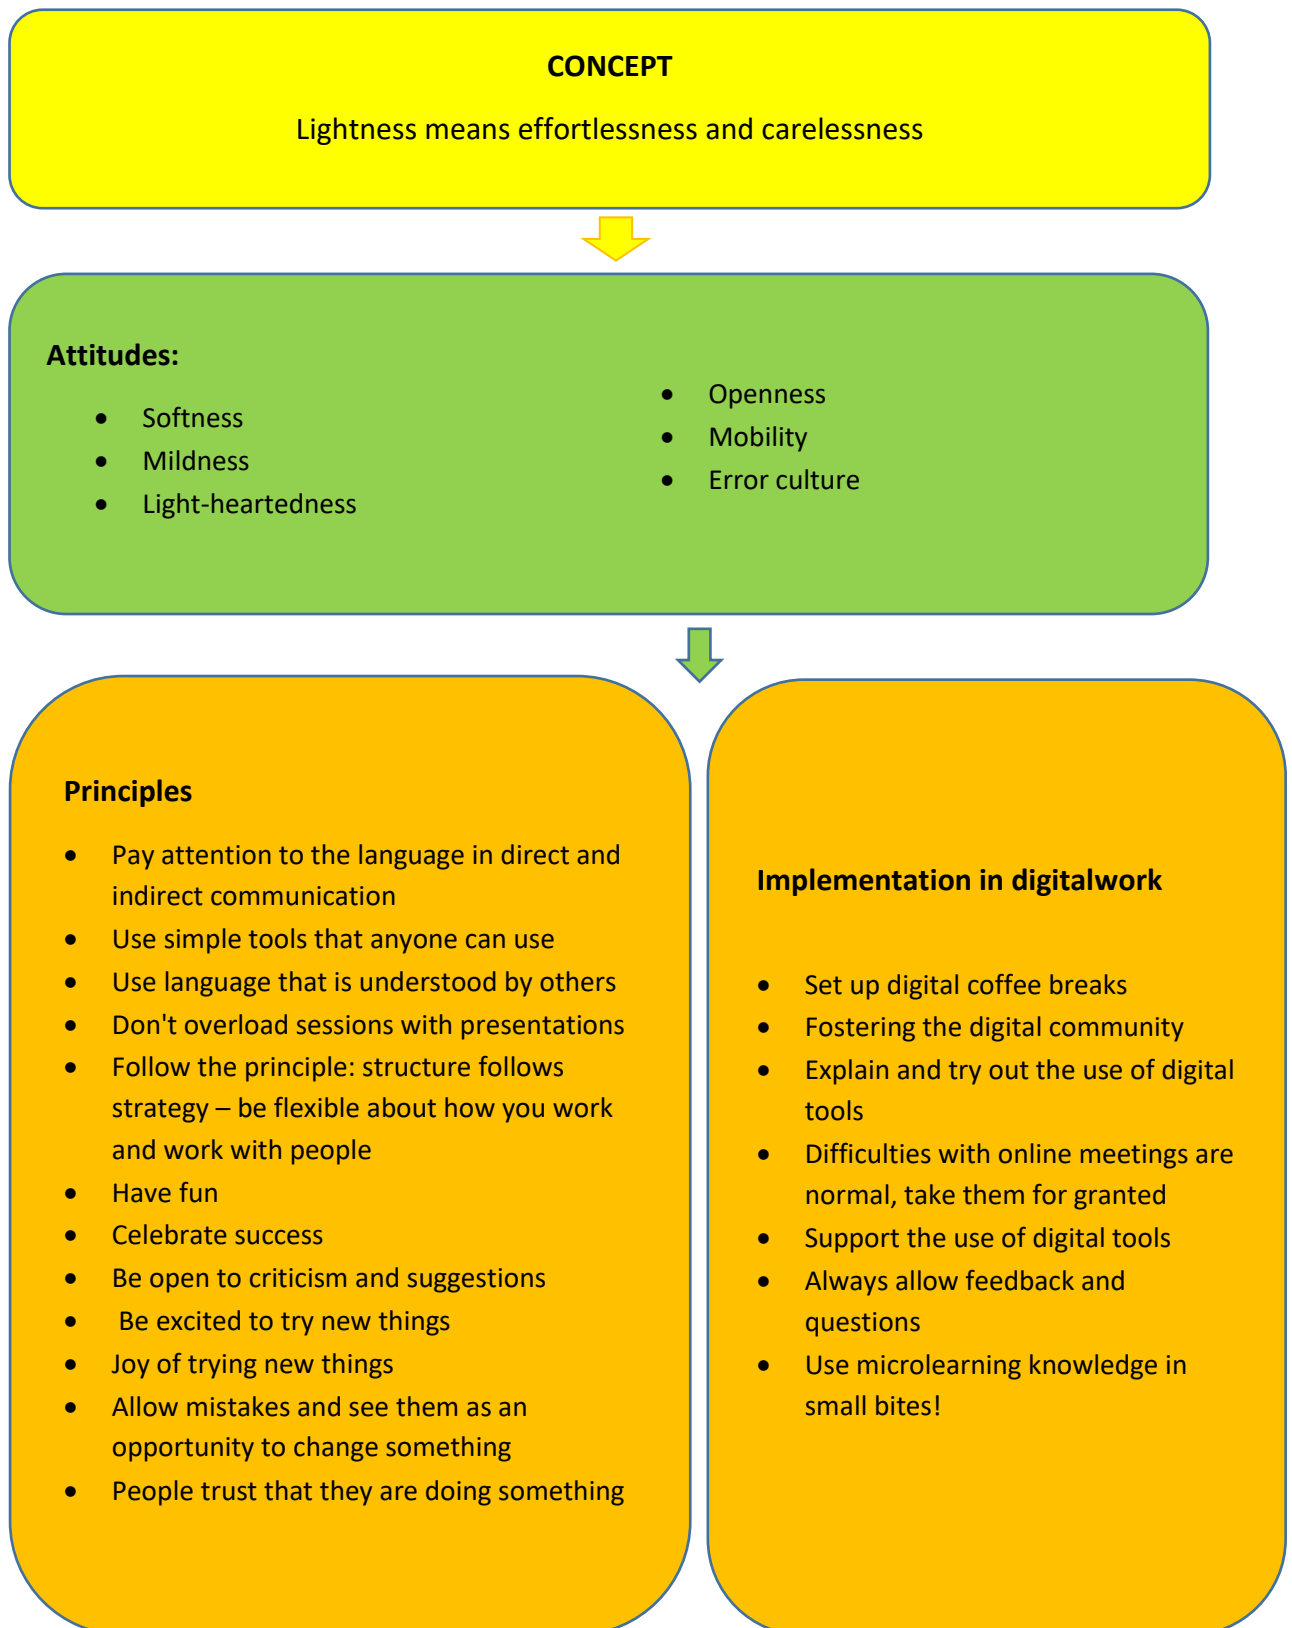 CONCEPT
Lightness means effortlessness and carelessness
Attitudes:
• Softness
• Mildness
• Light-heartedness
• Openness
• Mobility
• Error culture
Principles
• Pay attention to the language in direct and
indirect communication
• Use simple tools that anyone can use
• Use language that is understood by others
• Don't overload sessions with presentations
• Follow the principle: structure follows
strategy – be flexible about how you work
and work with people
• Have fun
• Celebrate success
• Be open to criticism and suggestions
• Be excited to try new things
• Joy of trying new things
• Allow mistakes and see them as an
opportunity to change something
• People trust that they are doing something
Implementation in digitalwork
• Set up digital coffee breaks
• Fostering the digital community
• Explain and try out the use of digital
tools
• Difficulties with online meetings are
normal, take them for granted
• Support the use of digital tools
• Always allow feedback and
questions
• Use microlearning knowledge in
small bites!